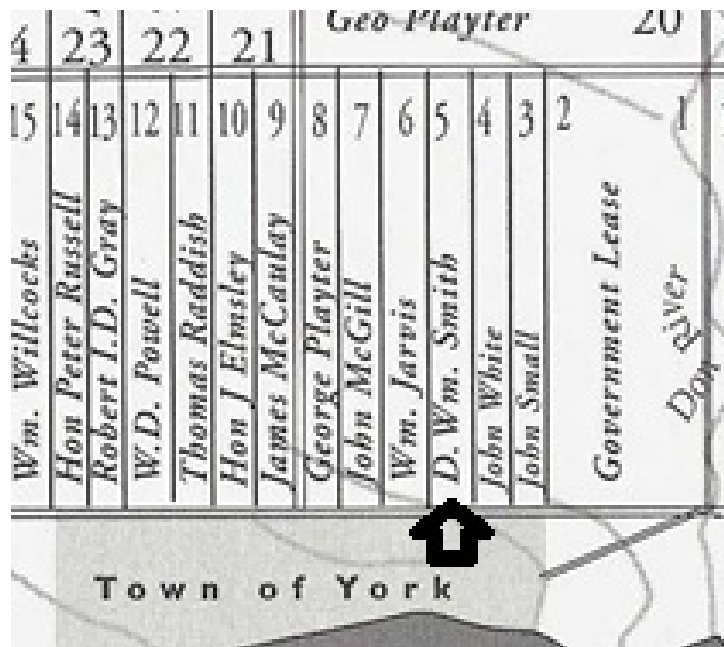 Geo Playter 20
4 23 22 21
15 14 13 12 11 10 9 8 7 6 5 4 3 2 1
Wm. Willcocks
Hon Peter Russell
Robert I.D. Gray
W.D. Powell
Thomas Raddish
Hon J Elmsley
James McCaulay
George Playter
John McGill
Wm. Jarvis
D. Wm. Smith
John White
John Small
Government Lease
Don River
Town of York